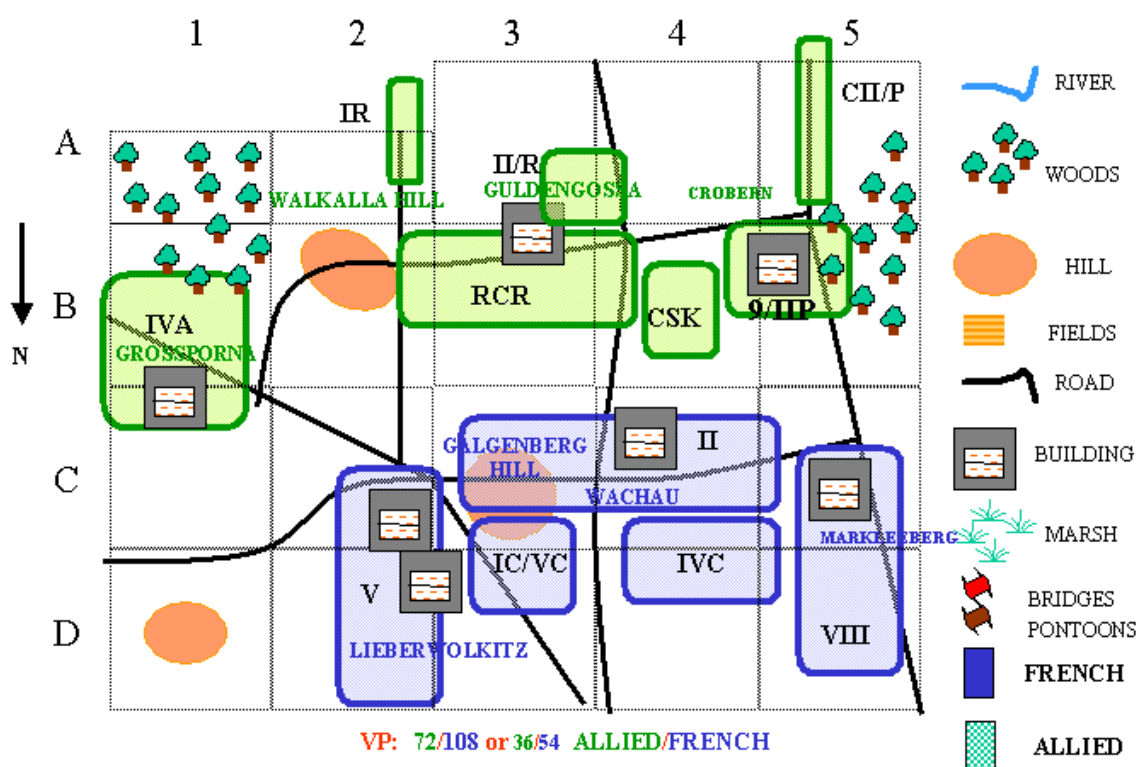 1 2 3 4 5
RIVER
IR
CII/P
A
II/R
WOODS
WALKALLA HILL
GULDENGOSSA
CROBERN
HILL
B
RCR
IVA
CSK
9/IIP
N
GROSSPORNA
FIELDS
ROAD
BUILDING
GALGENBERG
HILL
II
C
WACHAU
MARSH
MARKLEEBERG
IC/VC
IVC
V
BRIDGES
PONTOONS
D
VIII
LIEBERWOLKITZ
FRENCH
VP: 72/108 or 36/54 ALLIED/FRENCH
ALLIED